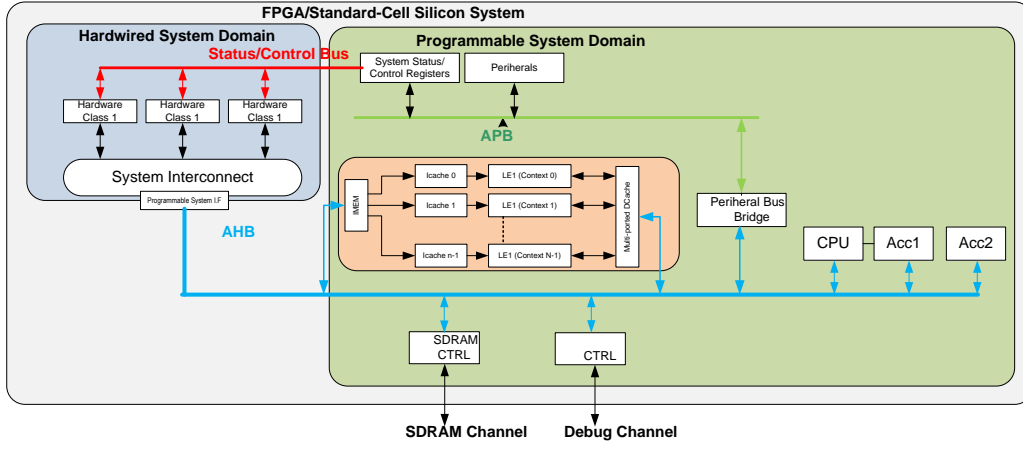 FPGA/Standard-Cell Silicon System
Hardwired System Domain
Programmable System Domain
Status/Control Bus
System Status/
Control Registers
Periherals
Hardware
Class 1
Hardware
Class 1
Hardware
Class 1
APB
System Interconnect
Programmable System I.F
AHB
IMEM
Icache 0
LE1 (Context 0)
Icache 1
LE1 (Context 1)
Icache n-1
LE1 (Context N-1)
Multi-ported DCache
Periheral Bus
Bridge
CPU
Acc1
Acc2
SDRAM
CTRL
CTRL
SDRAM Channel
Debug Channel